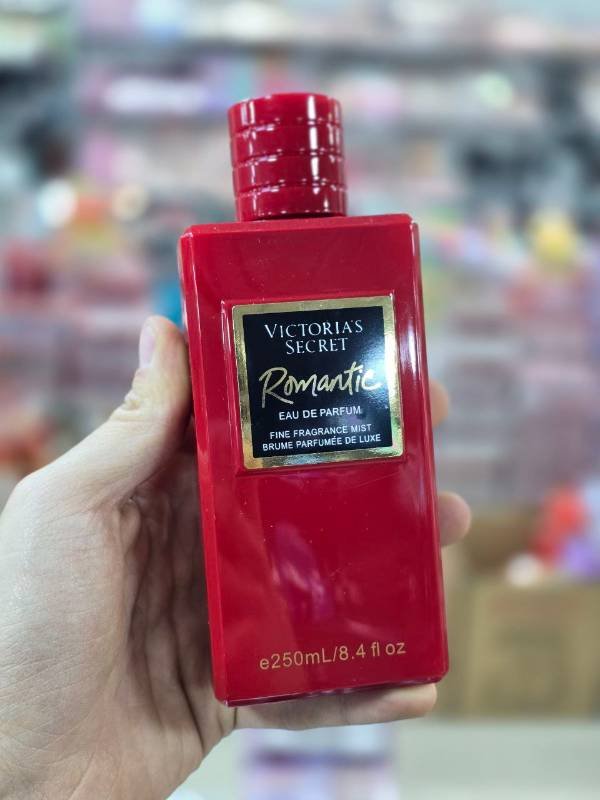 VICTORIA'S
SECRET
Romantic
EAU DE PARFUM
FINE FRAGRANCE MIST
BRUME PARFUMÉE DE LUXE
e250mL/8.4 fl oz